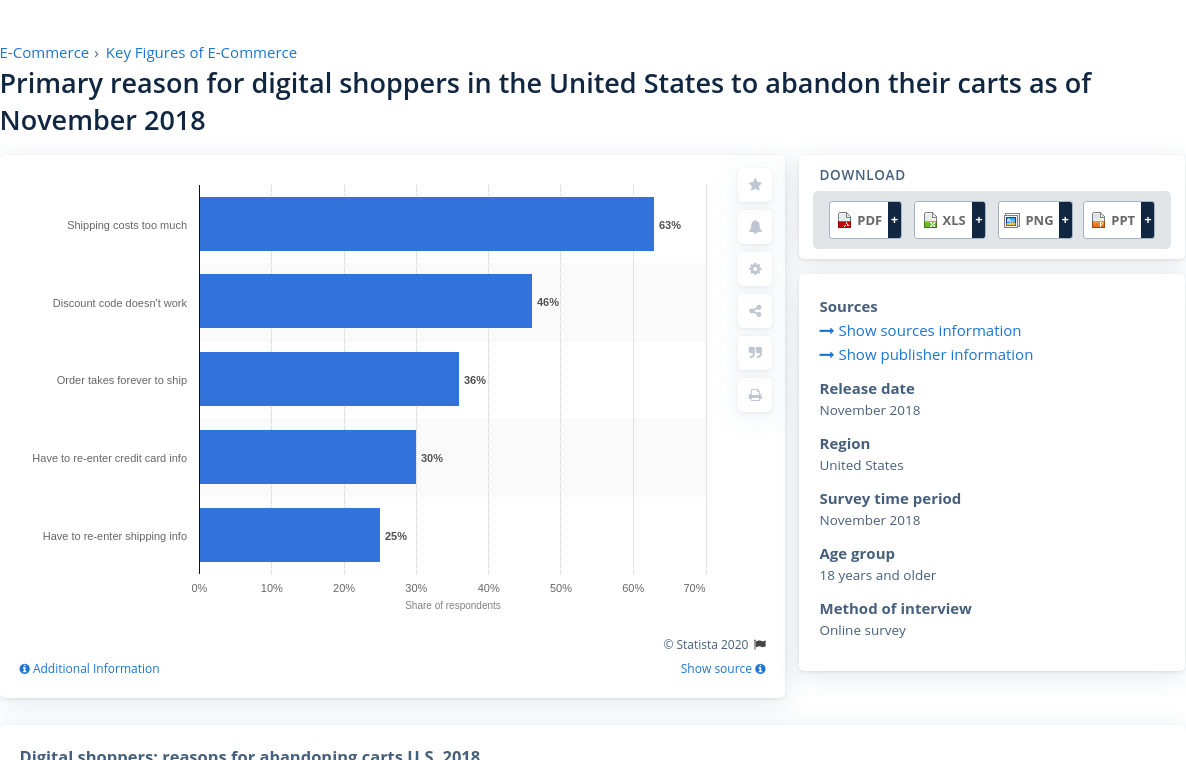 E-Commerce › Key Figures of E-Commerce
Primary reason for digital shoppers in the United States to abandon their carts as of
November 2018
Shipping costs too much
63%
Discount code doesn't work
46%
Order takes forever to ship
36%
Have to re-enter credit card info
30%
Have to re-enter shipping info
25%
0% 10% 20% 30% 40% 50% 60% 70%
Share of respondents
© Statista 2020
Additional Information
Show source
DOWNLOAD
PDF + XLS + PNG + PPT +
Sources
Show sources information
Show publisher information
Release date
November 2018
Region
United States
Survey time period
November 2018
Age group
18 years and older
Method of interview
Online survey
Digital shoppers: reasons for abandoning carts U.S. 2018